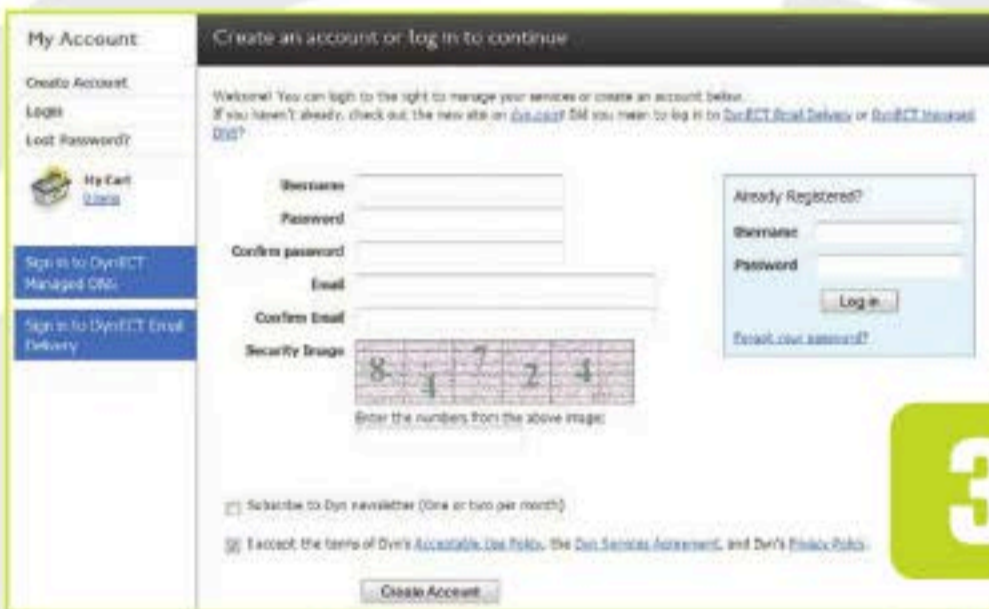 My Account
Create Account
Login
Lost Password?
My Cart
0 items
Sign in to DynECT
Managed DNS
Sign in to DynECT Email
Delivery
Create an account or log in to continue
Welcome! You can login to the right to manage your services or create an account below.
If you haven't already, check out the new site on dyn.com! Did you mean to log in to DynECT Email Delivery or DynECT Managed
DNS?
Username
Password
Confirm password
Email
Confirm Email
Security Image
8 4 7 2 4
Enter the numbers from the above image:
Subscribe to Dyn newsletter (One or two per month)
I accept the terms of Dyn's Acceptable Use Policy, the Dyn Services Agreement, and Dyn's Privacy Policy.
Create Account
Already Registered?
Username
Password
Log in
Forgot your password?
3